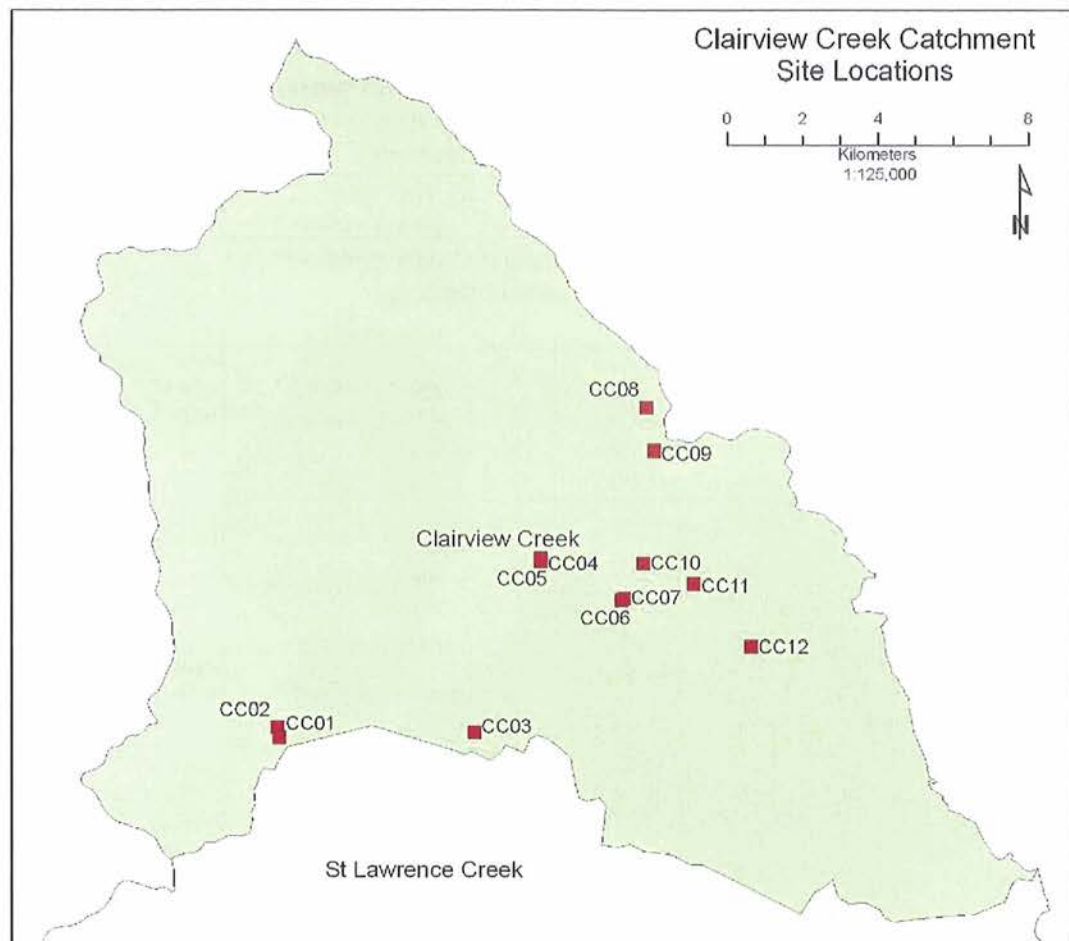 Clairview Creek Catchment
Site Locations
0 2 4 8
Kilometers
1:125,000
N
CC08
CC09
Clairview Creek
CC04
CC05
CC10
CC11
CC07
CC06
CC12
CC02
CC01
CC03
St Lawrence Creek